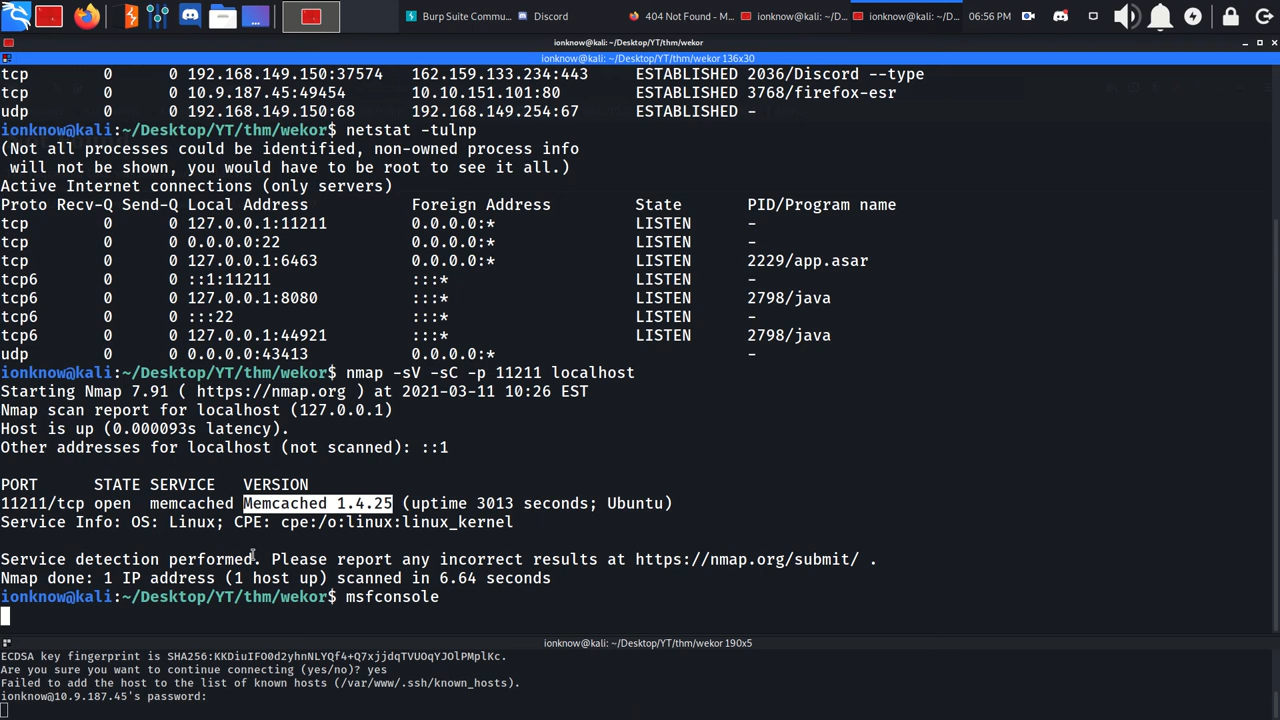 Burp Suite Commu...
Discord
404 Not Found - M...
ionknow@kali: ~/D...
ionknow@kali: ~/D...
06:56 PM
ionknow@kali: ~/Desktop/YT/thm/wekor
ionknow@kali: ~/Desktop/YT/thm/wekor 136x30
tcp 0 0 192.168.149.150:37574 162.159.133.234:443 ESTABLISHED 2036/Discord --type
tcp 0 0 10.9.187.45:49454 10.10.151.101:80 ESTABLISHED 3768/firefox-esr
udp 0 0 192.168.149.150:68 192.168.149.254:67 ESTABLISHED -
ionknow@kali:~/Desktop/YT/thm/wekor$ netstat -tulnp
(Not all processes could be identified, non-owned process info
will not be shown, you would have to be root to see it all.)
Active Internet connections (only servers)
Proto Recv-Q Send-Q Local Address Foreign Address State PID/Program name
tcp 0 0 127.0.0.1:11211 0.0.0.0:* LISTEN -
tcp 0 0 0.0.0.0:22 0.0.0.0:* LISTEN -
tcp 0 0 127.0.0.1:6463 0.0.0.0:* LISTEN 2229/app.asar
tcp6 0 0 ::1:11211 :::* LISTEN -
tcp6 0 0 127.0.0.1:8080 :::* LISTEN 2798/java
tcp6 0 0 :::22 :::* LISTEN -
tcp6 0 0 127.0.0.1:44921 :::* LISTEN 2798/java
udp 0 0 0.0.0.0:43413 0.0.0.0:* -
ionknow@kali:~/Desktop/YT/thm/wekor$ nmap -sV -sC -p 11211 localhost
Starting Nmap 7.91 ( https://nmap.org ) at 2021-03-11 10:26 EST
Nmap scan report for localhost (127.0.0.1)
Host is up (0.000093s latency).
Other addresses for localhost (not scanned): ::1
PORT STATE SERVICE VERSION
11211/tcp open memcached Memcached 1.4.25 (uptime 3013 seconds; Ubuntu)
Service Info: OS: Linux; CPE: cpe:/o:linux:linux_kernel
Service detection performed. Please report any incorrect results at https://nmap.org/submit/ .
Nmap done: 1 IP address (1 host up) scanned in 6.64 seconds
ionknow@kali:~/Desktop/YT/thm/wekor$ msfconsole
ionknow@kali: ~/Desktop/YT/thm/wekor 190x5
ECDSA key fingerprint is SHA256:KKDiuIFO0d2yhnNLYQf4+Q7xjjdqTVUOqYJOlPMplKc.
Are you sure you want to continue connecting (yes/no)? yes
Failed to add the host to the list of known hosts (/var/www/.ssh/known_hosts).
ionknow@10.9.187.45's password: